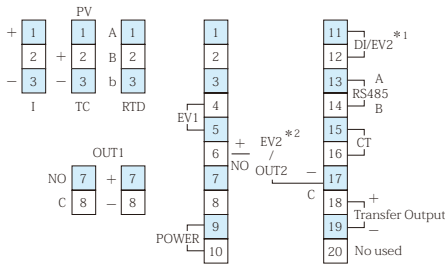 PV
+ 1
2
− 3
I
1
+ 2
− 3
TC
A 1
B 2
b 3
RTD
OUT1
NO 7
C 8
+ 7
− 8
1
2
3
4
5
EV1
6
7
8
9
10
POWER
+
NO
EV2 *2
/
OUT2
−
C
11
12
DI/EV2 *1
13 A
RS485
14 B
15
CT
16
17
18 +
Transfer Output
19 −
20 No used